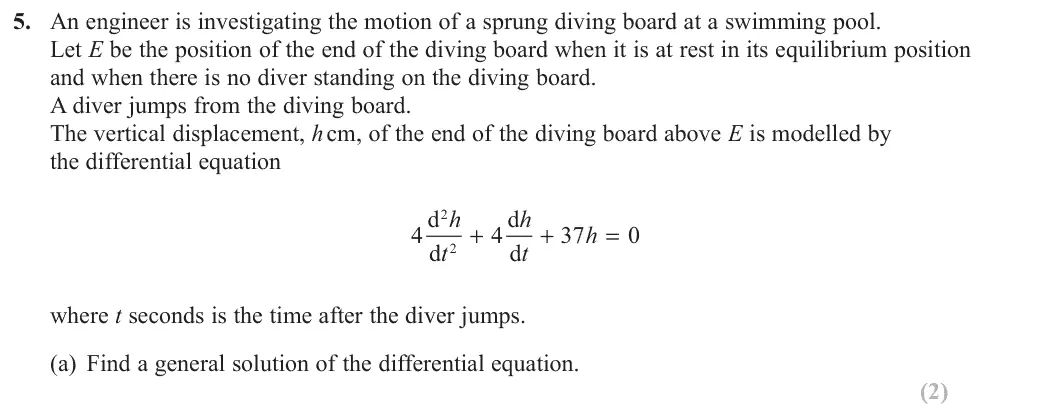 5. An engineer is investigating the motion of a sprung diving board at a swimming pool.
Let E be the position of the end of the diving board when it is at rest in its equilibrium position
and when there is no diver standing on the diving board.
A diver jumps from the diving board.
The vertical displacement, h cm, of the end of the diving board above E is modelled by
the differential equation
4 d²h/dt² + 4 dh/dt + 37h = 0
where t seconds is the time after the diver jumps.
(a) Find a general solution of the differential equation.
(2)